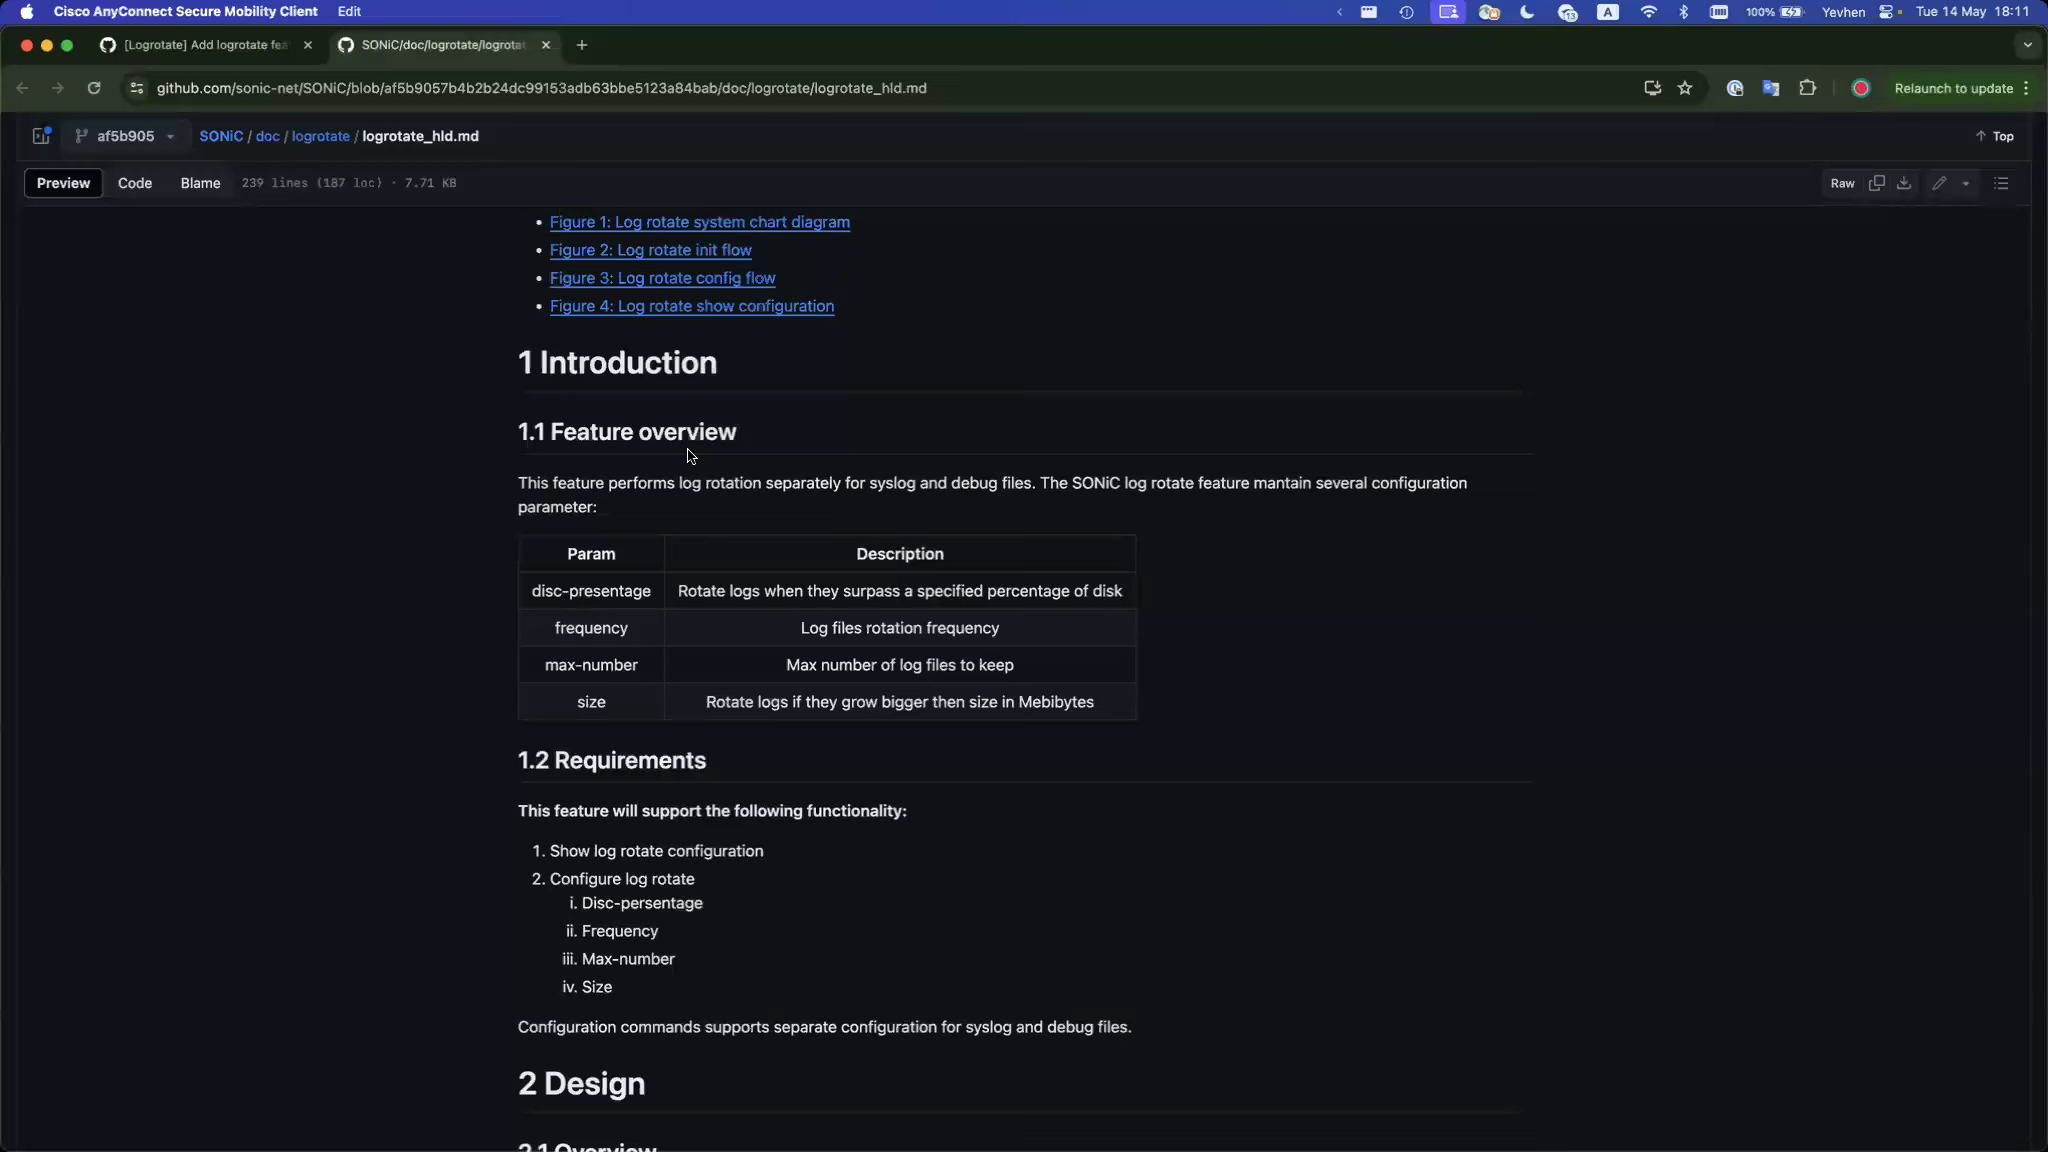 Cisco AnyConnect Secure Mobility Client Edit
13 A 100% Yevhen Tue 14 May 18:11
[Logrotate] Add logrotate fea
SONiC/doc/logrotate/logrotat
github.com/sonic-net/SONiC/blob/af5b9057b4b2b24dc99153adb63bbe5123a84bab/doc/logrotate/logrotate_hld.md
Relaunch to update
af5b905 SONiC / doc / logrotate / logrotate_hld.md
Top
Preview Code Blame 239 lines (187 loc) · 7.71 KB
Raw
• Figure 1: Log rotate system chart diagram
• Figure 2: Log rotate init flow
• Figure 3: Log rotate config flow
• Figure 4: Log rotate show configuration
1 Introduction
1.1 Feature overview
This feature performs log rotation separately for syslog and debug files. The SONiC log rotate feature mantain several configuration
parameter:
Param Description
disc-presentage Rotate logs when they surpass a specified percentage of disk
frequency Log files rotation frequency
max-number Max number of log files to keep
size Rotate logs if they grow bigger then size in Mebibytes
1.2 Requirements
This feature will support the following functionality:
1. Show log rotate configuration
2. Configure log rotate
i. Disc-persentage
ii. Frequency
iii. Max-number
iv. Size
Configuration commands supports separate configuration for syslog and debug files.
2 Design
2.1 Overview